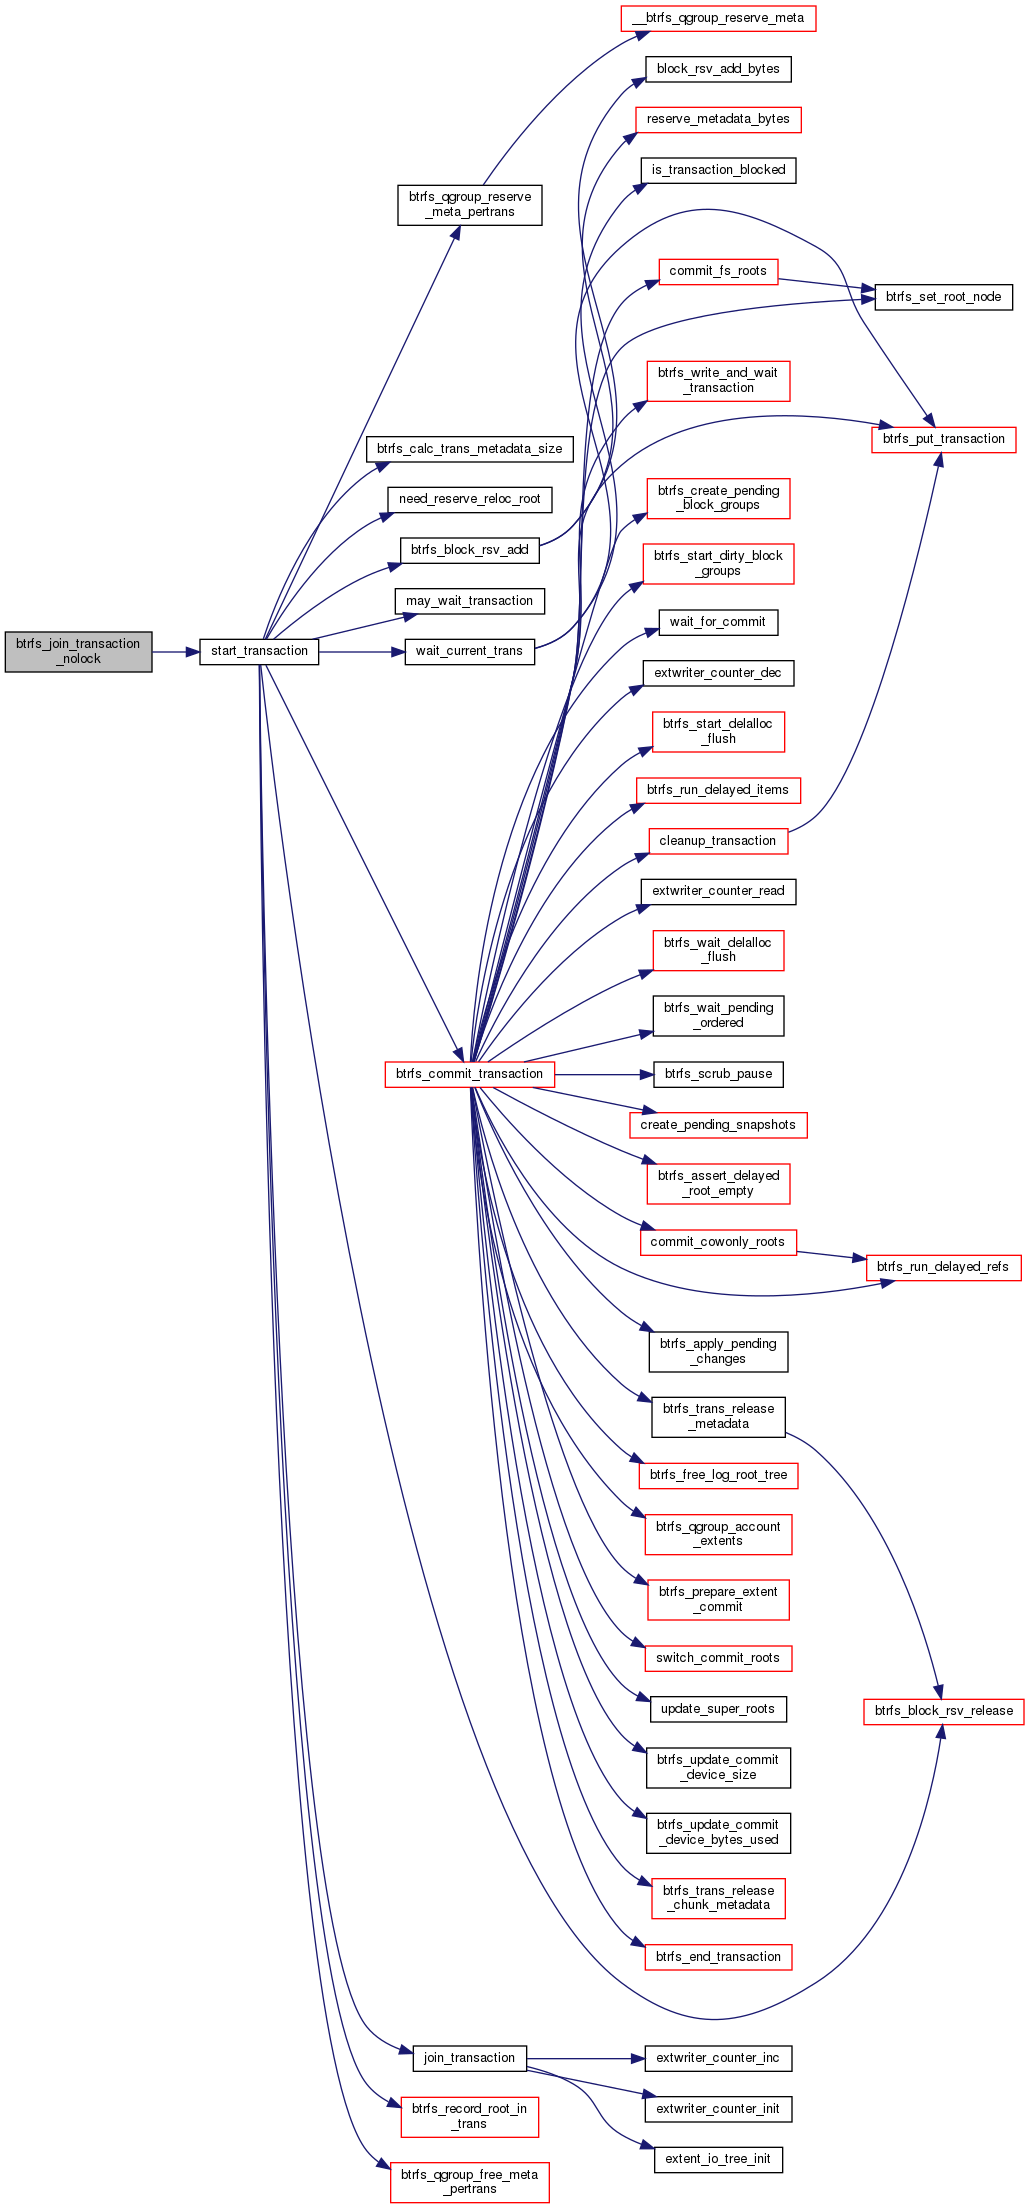 __btrfs_qgroup_reserve_meta
block_rsv_add_bytes
reserve_metadata_bytes
is_transaction_blocked
btrfs_qgroup_reserve
_meta_pertrans
commit_fs_roots
btrfs_set_root_node
btrfs_write_and_wait
_transaction
btrfs_put_transaction
btrfs_calc_trans_metadata_size
need_reserve_reloc_root
btrfs_create_pending
_block_groups
btrfs_block_rsv_add
btrfs_start_dirty_block
_groups
may_wait_transaction
wait_for_commit
btrfs_join_transaction
_nolock
start_transaction
wait_current_trans
extwriter_counter_dec
btrfs_start_delalloc
_flush
btrfs_run_delayed_items
cleanup_transaction
extwriter_counter_read
btrfs_wait_delalloc
_flush
btrfs_wait_pending
_ordered
btrfs_commit_transaction
btrfs_scrub_pause
create_pending_snapshots
btrfs_assert_delayed
_root_empty
commit_cowonly_roots
btrfs_run_delayed_refs
btrfs_apply_pending
_changes
btrfs_trans_release
_metadata
btrfs_free_log_root_tree
btrfs_qgroup_account
_extents
btrfs_prepare_extent
_commit
switch_commit_roots
update_super_roots
btrfs_block_rsv_release
btrfs_update_commit
_device_size
btrfs_update_commit
_device_bytes_used
btrfs_trans_release
_chunk_metadata
btrfs_end_transaction
join_transaction
extwriter_counter_inc
btrfs_record_root_in
_trans
extwriter_counter_init
extent_io_tree_init
btrfs_qgroup_free_meta
_pertrans